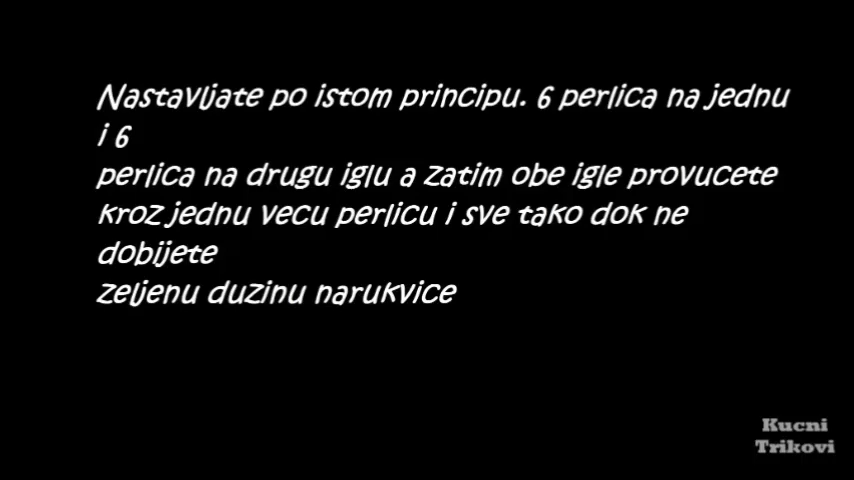 Nastavljate po istom principu. 6 perlica na jednu
i 6
perlica na drugu iglu a zatim obe igle provucete
kroz jednu vecu perlicu i sve tako dok ne
dobijete
zeljenu duzinu narukvice
Kucni
Trikovi